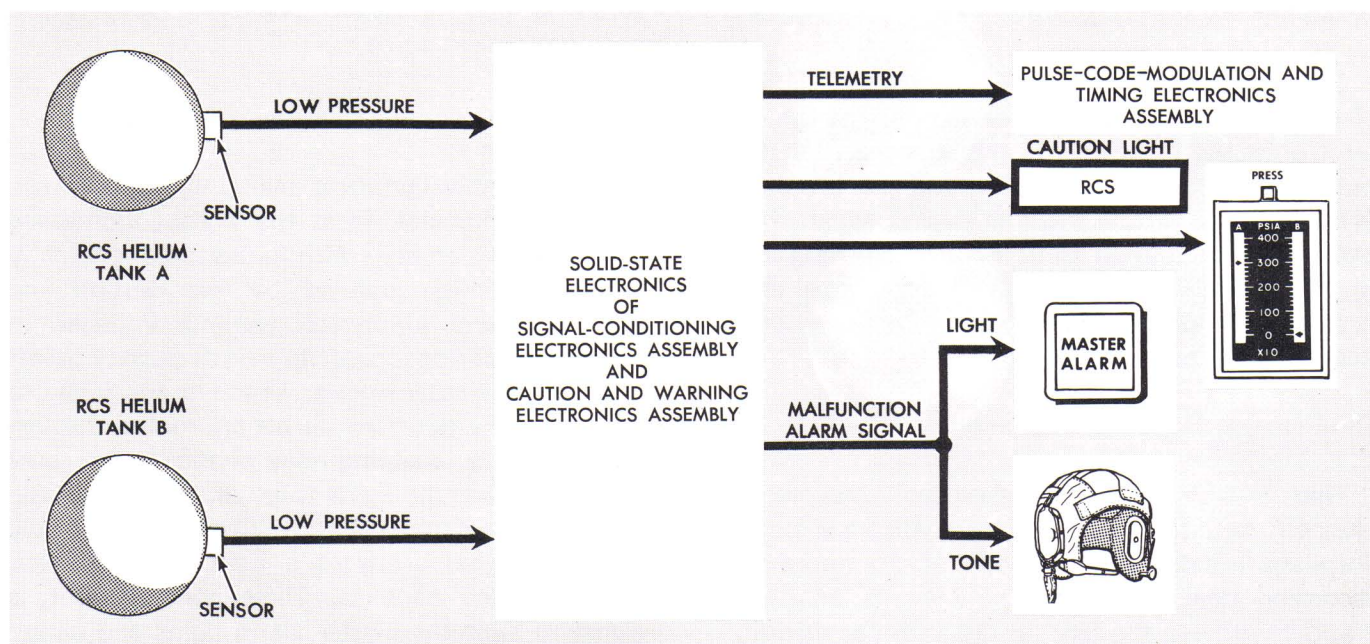 LOW PRESSURE
SENSOR
RCS HELIUM
TANK A
RCS HELIUM
TANK B
LOW PRESSURE
SENSOR
SOLID-STATE
ELECTRONICS
OF
SIGNAL-CONDITIONING
ELECTRONICS ASSEMBLY
AND
CAUTION AND WARNING
ELECTRONICS ASSEMBLY
TELEMETRY
PULSE-CODE-MODULATION AND
TIMING ELECTRONICS
ASSEMBLY
CAUTION LIGHT
RCS
PRESS
A PSIA B
400
300
200
100
0
X10
MALFUNCTION
ALARM SIGNAL
LIGHT
MASTER
ALARM
TONE